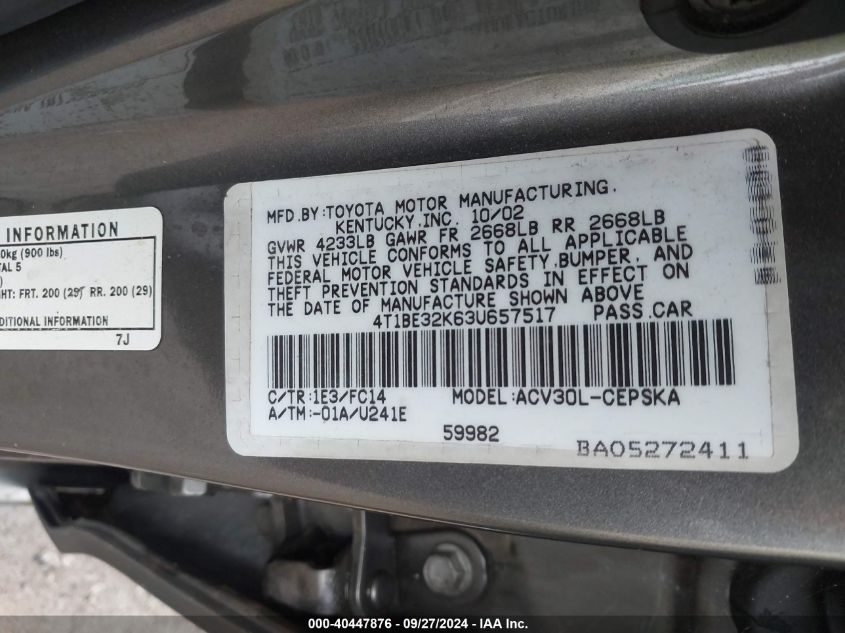 MFD.BY:TOYOTA MOTOR MANUFACTURING.
KENTUCKY,INC. 10/02
GVWR 4233LB GAWR FR 2668LB RR 2668LB
THIS VEHICLE CONFORMS TO ALL APPLICABLE
FEDERAL MOTOR VEHICLE SAFETY,BUMPER, AND
THEFT PREVENTION STANDARDS IN EFFECT ON
THE DATE OF MANUFACTURE SHOWN ABOVE
4T1BE32K63U657517 PASS.CAR
C/TR:1E3/FC14 MODEL:ACV30L-CEPSKA
A/TM:-01A/U241E
59982
BA05272411
INFORMATION
0kg (900 lbs)
TAL 5
)
HT: FRT. 200 (29) RR. 200 (29)
DITIONAL INFORMATION
7J
000-40447876 - 09/27/2024 - IAA Inc.